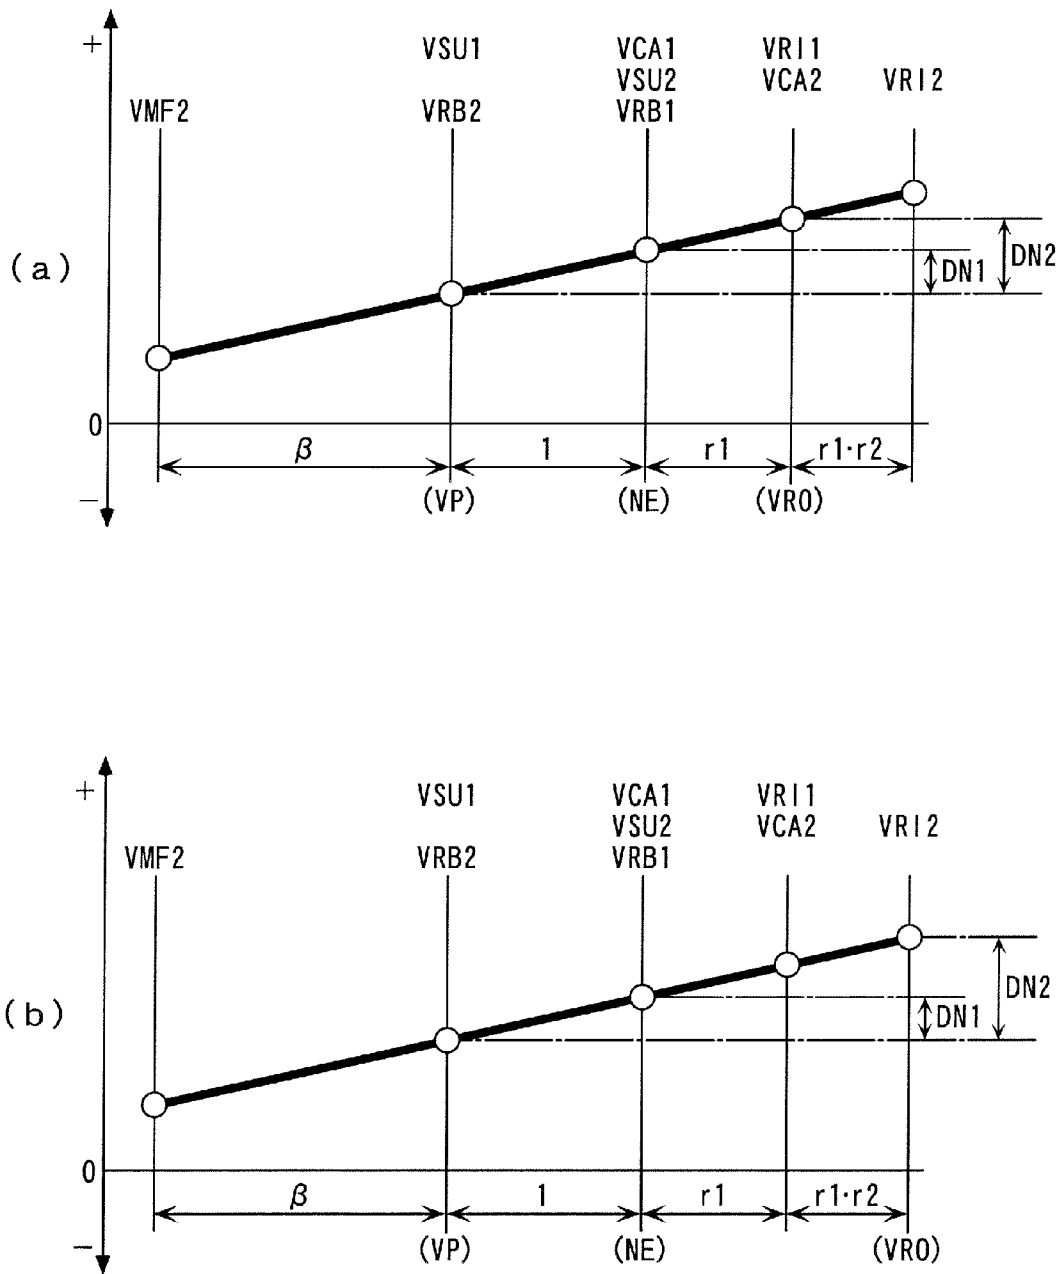 +
VSU1 VCA1 VRI1
VSU2 VCA2 VRI2
VMF2 VRB2 VRB1
(a)
DN1 DN2
0
β 1 r1 r1·r2
−
(VP) (NE) (VRO)
+
VSU1 VCA1 VRI1
VSU2 VCA2 VRI2
VMF2 VRB2 VRB1
(b)
DN1 DN2
0
β 1 r1 r1·r2
−
(VP) (NE) (VRO)